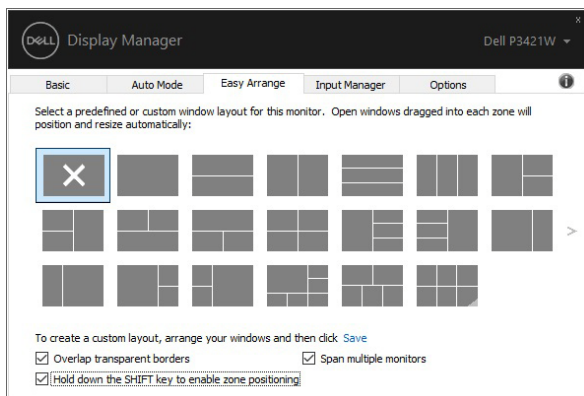 x
DELL Display Manager
Dell P3421W
Basic Auto Mode Easy Arrange Input Manager Options
Select a predefined or custom window layout for this monitor. Open windows dragged into each zone will
position and resize automatically:
To create a custom layout, arrange your windows and then click Save
Overlap transparent borders Span multiple monitors
Hold down the SHIFT key to enable zone positioning